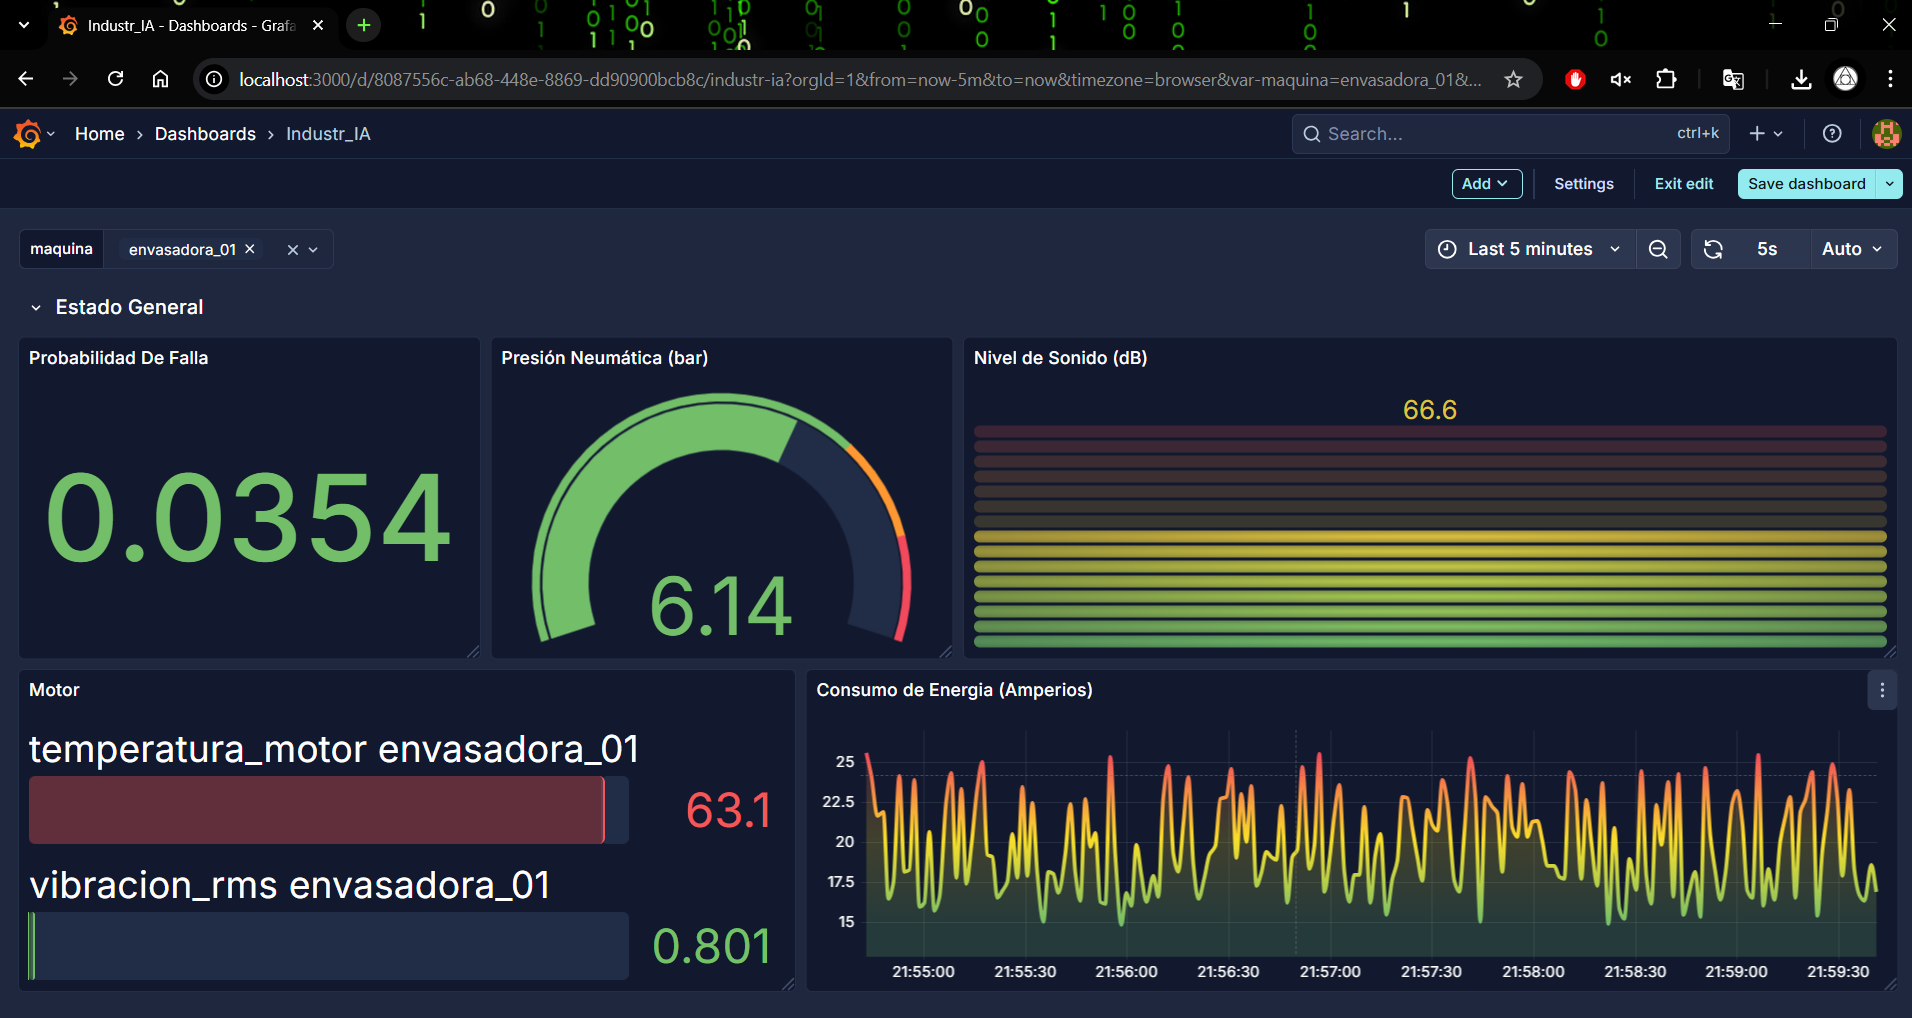 Industr_IA - Dashboards - Grafa
localhost:3000/d/8087556c-ab68-448e-8869-dd90900bcb8c/industr-ia?orgId=1&from=now-5m&to=now&timezone=browser&var-maquina=envasadora_01&...
Home › Dashboards › Industr_IA
Search...
ctrl+k
Add
Settings
Exit edit
Save dashboard
maquina
envasadora_01
Last 5 minutes
5s
Auto
Estado General
Probabilidad De Falla
0.0354
Presión Neumática (bar)
6.14
Nivel de Sonido (dB)
66.6
Motor
temperatura_motor envasadora_01
63.1
vibracion_rms envasadora_01
0.801
Consumo de Energia (Amperios)
25
22.5
20
17.5
15
21:55:00 21:55:30 21:56:00 21:56:30 21:57:00 21:57:30 21:58:00 21:58:30 21:59:00 21:59:30